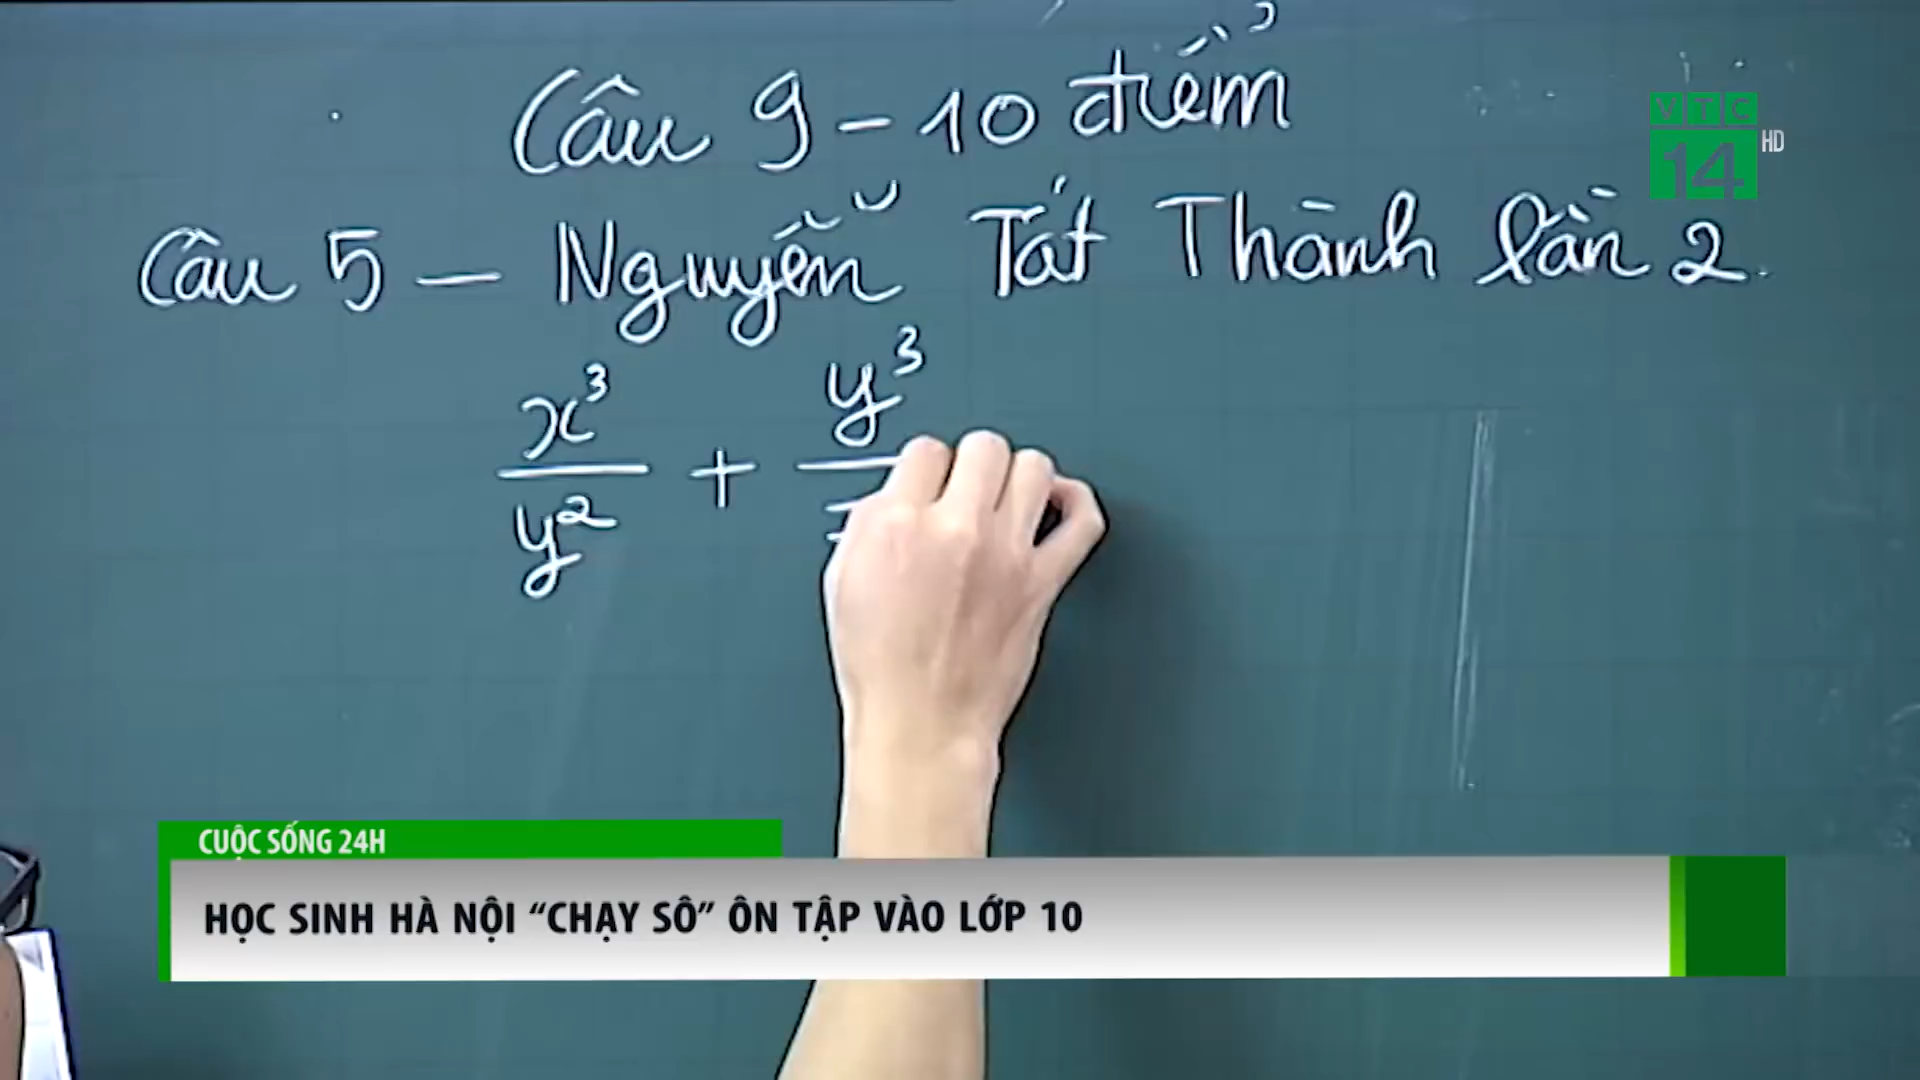 Câu 9 - 10 điểm
VTC
14 HD
Câu 5 - Nguyễn Tất Thành lần 2.
x³/y² + y³/
CUỘC SỐNG 24H
HỌC SINH HÀ NỘI “CHẠY SÔ” ÔN TẬP VÀO LỚP 10